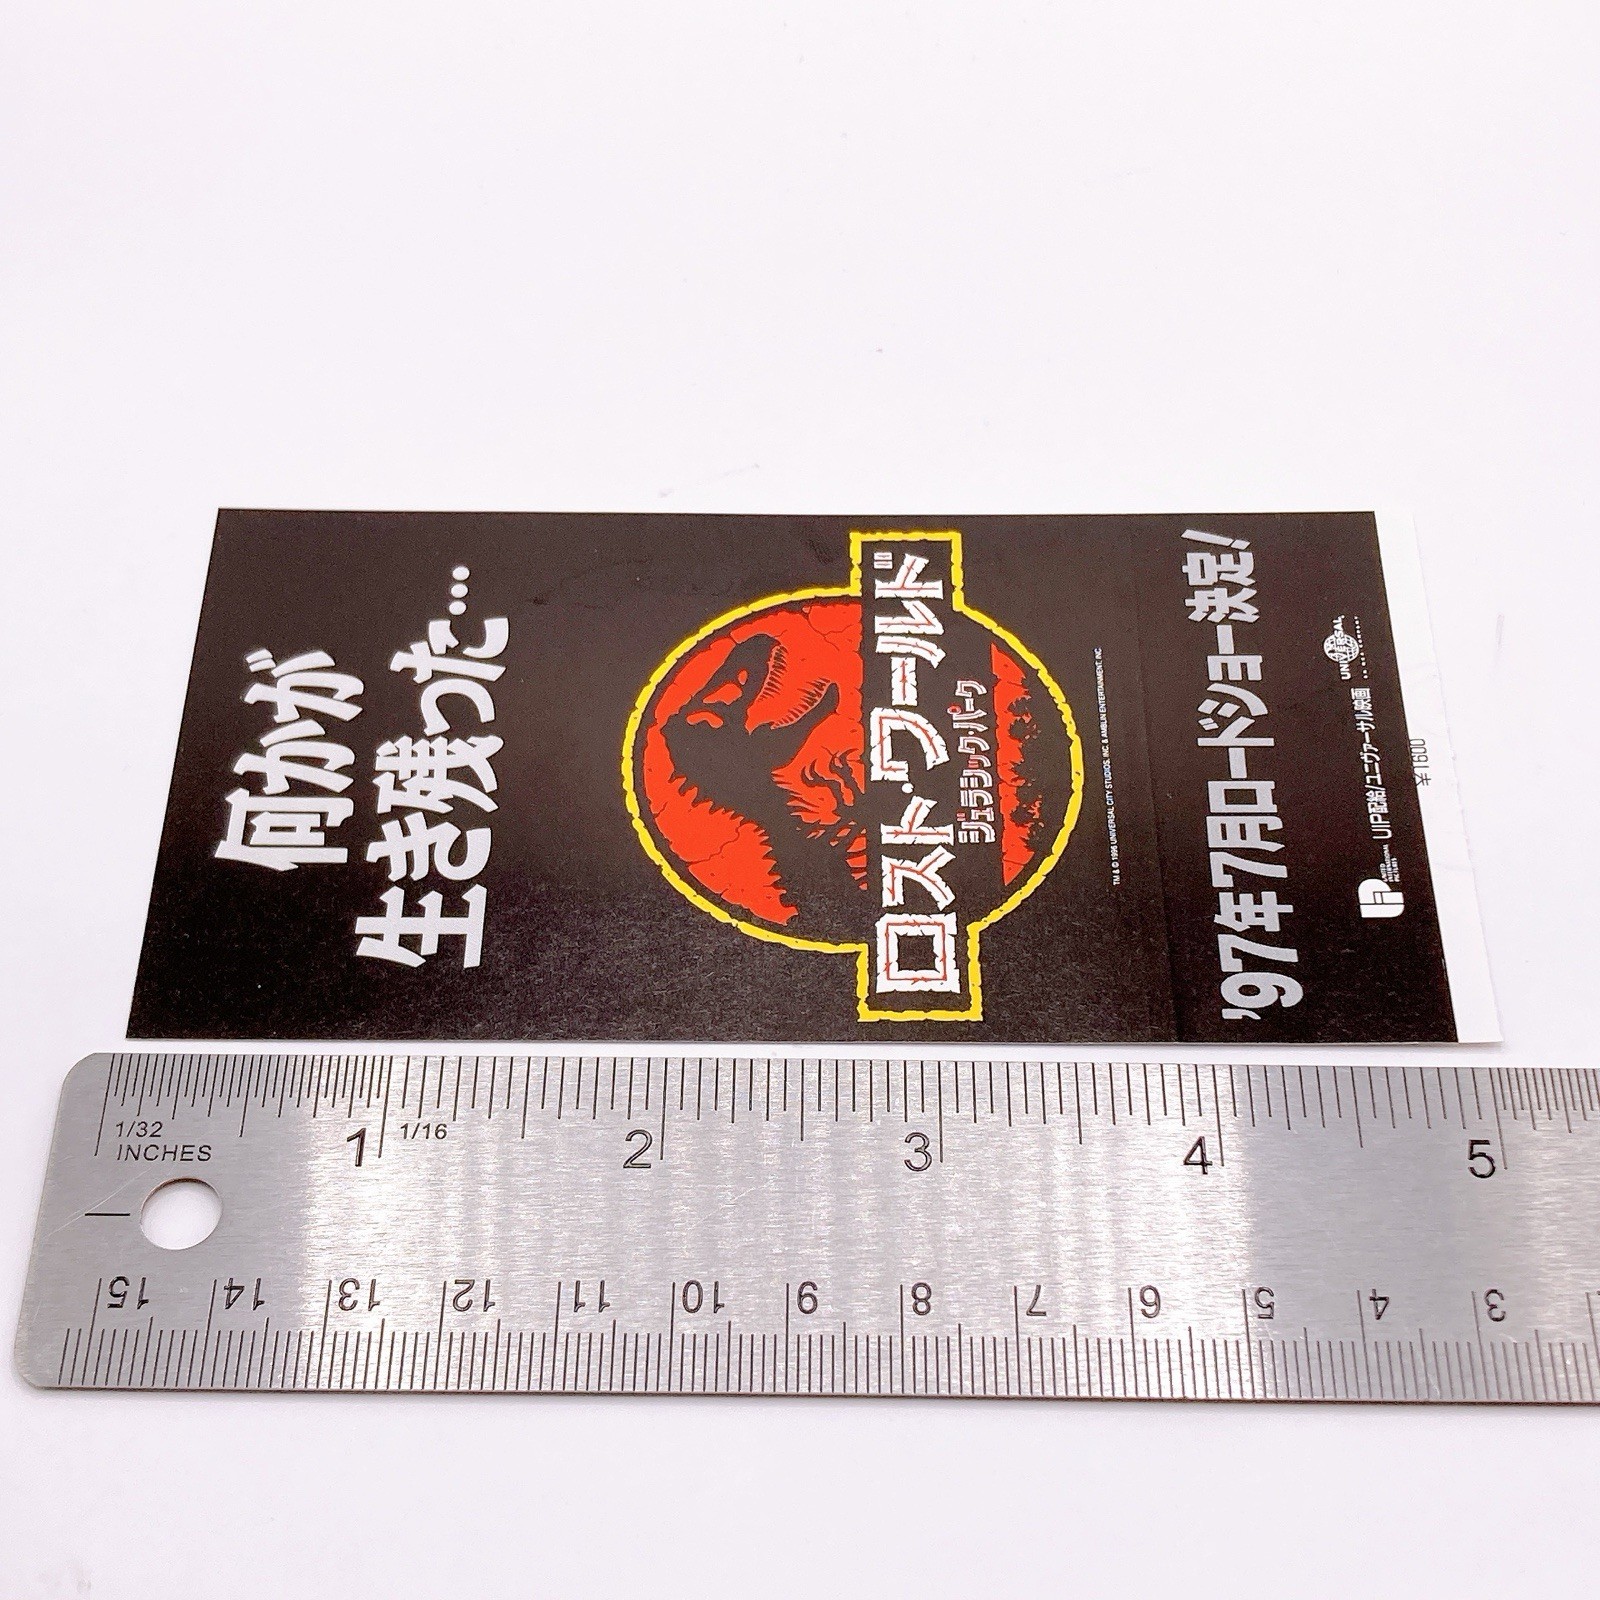 何かが
生き残った…
ロスト・ワールド
ジュラシック・パーク
TM & © 1996 UNIVERSAL CITY STUDIOS, INC. & AMBLIN ENTERTAINMENT, INC.
'97年7月ロードショー決定!
UNITED INTERNATIONAL PICTURES UIP配給/ユニヴァーサル映画 UNIVERSAL
¥1600
1/32
INCHES
1 1/16 2 3 4 5
15 14 13 12 11 10 9 8 7 6 5 4 3